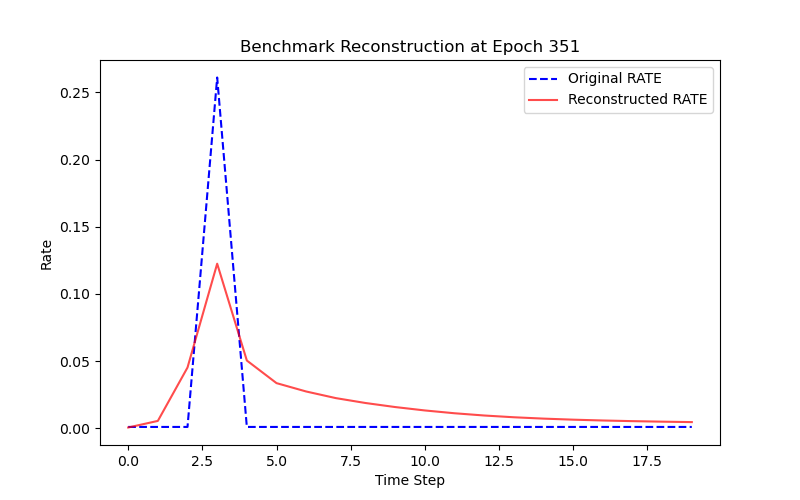 Benchmark Reconstruction at Epoch 351
Original RATE
Reconstructed RATE
0.25
0.20
0.15
0.10
0.05
0.00
Rate
0.0 2.5 5.0 7.5 10.0 12.5 15.0 17.5
Time Step